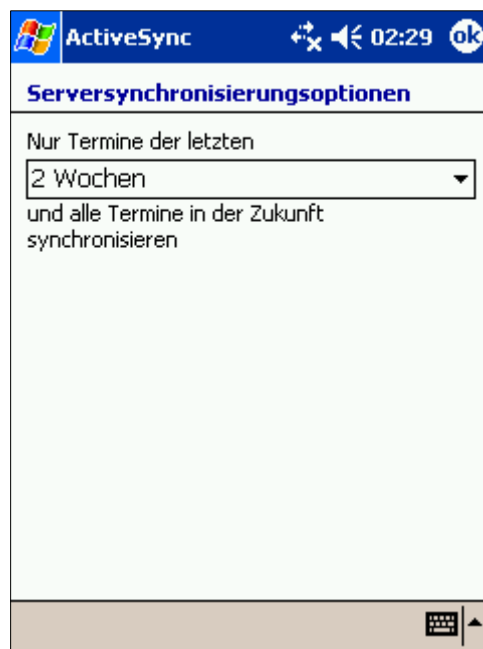 ActiveSync 02:29 ok
Serversynchronisierungsoptionen
Nur Termine der letzten
2 Wochen
und alle Termine in der Zukunft
synchronisieren